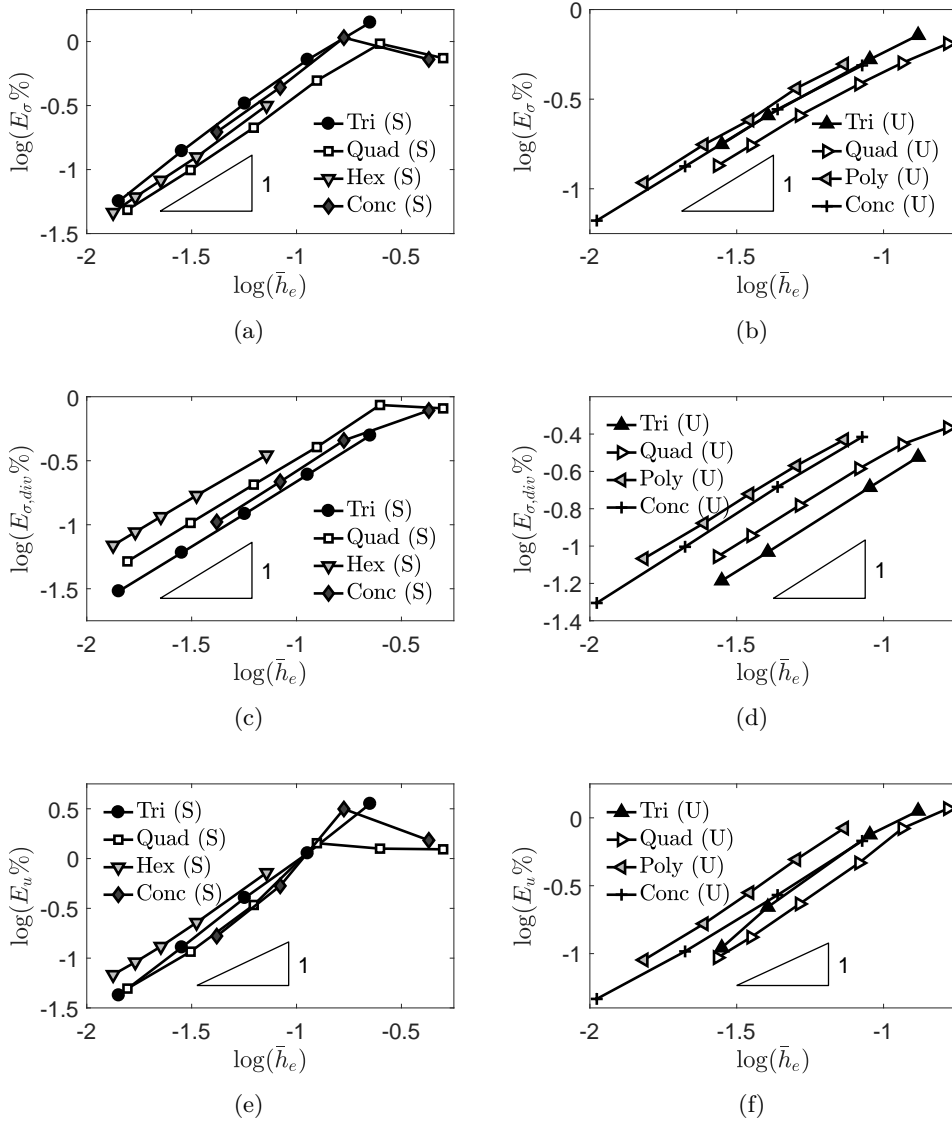 0
-0.5
-1
-1.5
log(E_σ%)
Tri (S)
Quad (S)
Hex (S)
Conc (S)
1
-2
-1.5
-1
-0.5
log(h̄_e)
(a)
0
-0.5
-1
log(E_σ%)
Tri (U)
Quad (U)
Poly (U)
Conc (U)
1
-2
-1.5
-1
log(h̄_e)
(b)
0
-0.5
-1
-1.5
log(E_σ,div%)
Tri (S)
Quad (S)
Hex (S)
Conc (S)
1
-2
-1.5
-1
-0.5
log(h̄_e)
(c)
-0.4
-0.6
-0.8
-1.0
-1.2
-1.4
log(E_σ,div%)
Tri (U)
Quad (U)
Poly (U)
Conc (U)
1
-2
-1.5
-1
log(h̄_e)
(d)
0.5
0
-0.5
-1
-1.5
log(E_u%)
Tri (S)
Quad (S)
Hex (S)
Conc (S)
1
-2
-1.5
-1
-0.5
log(h̄_e)
(e)
0
-0.5
-1
log(E_u%)
Tri (U)
Quad (U)
Poly (U)
Conc (U)
1
-2
-1.5
-1
log(h̄_e)
(f)